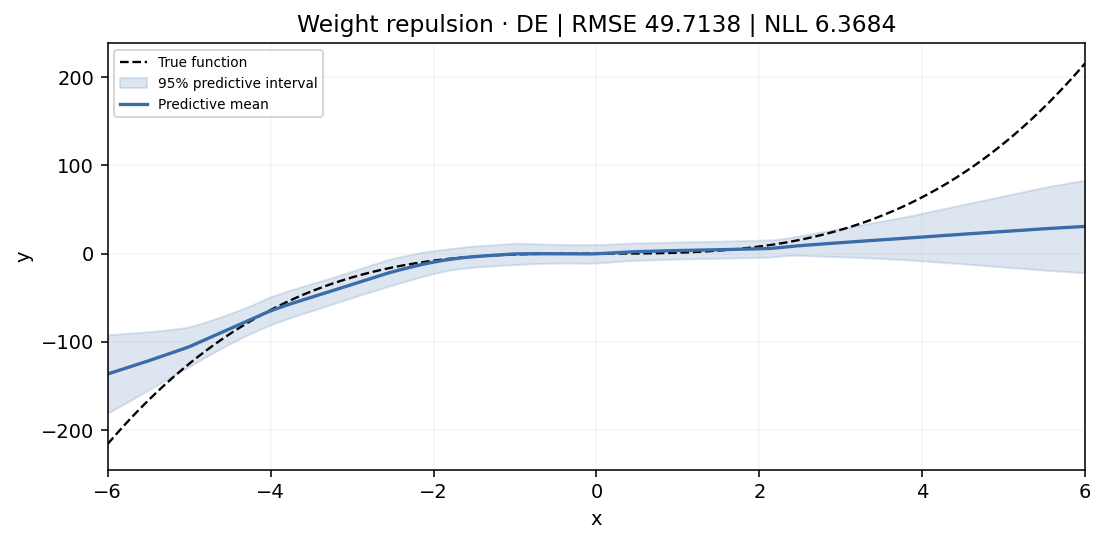 Weight repulsion · DE | RMSE 49.7138 | NLL 6.3684
True function
95% predictive interval
Predictive mean
200
100
0
−100
−200
y
−6 −4 −2 0 2 4 6
x